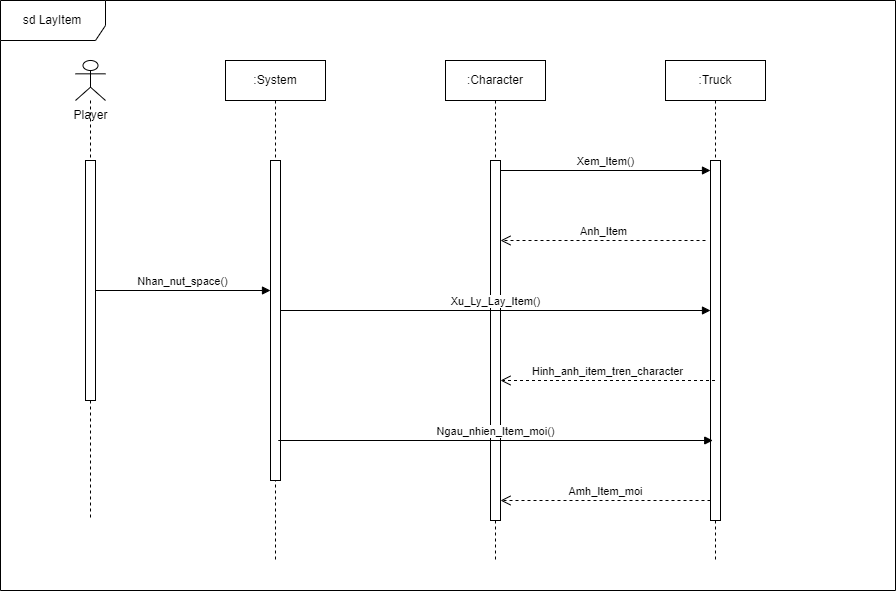 sd LayItem
Player
:System
:Character
:Truck
Xem_Item()
Anh_Item
Nhan_nut_space()
Xu_Ly_Lay_Item()
Hinh_anh_item_tren_character
Ngau_nhien_Item_moi()
Amh_Item_moi